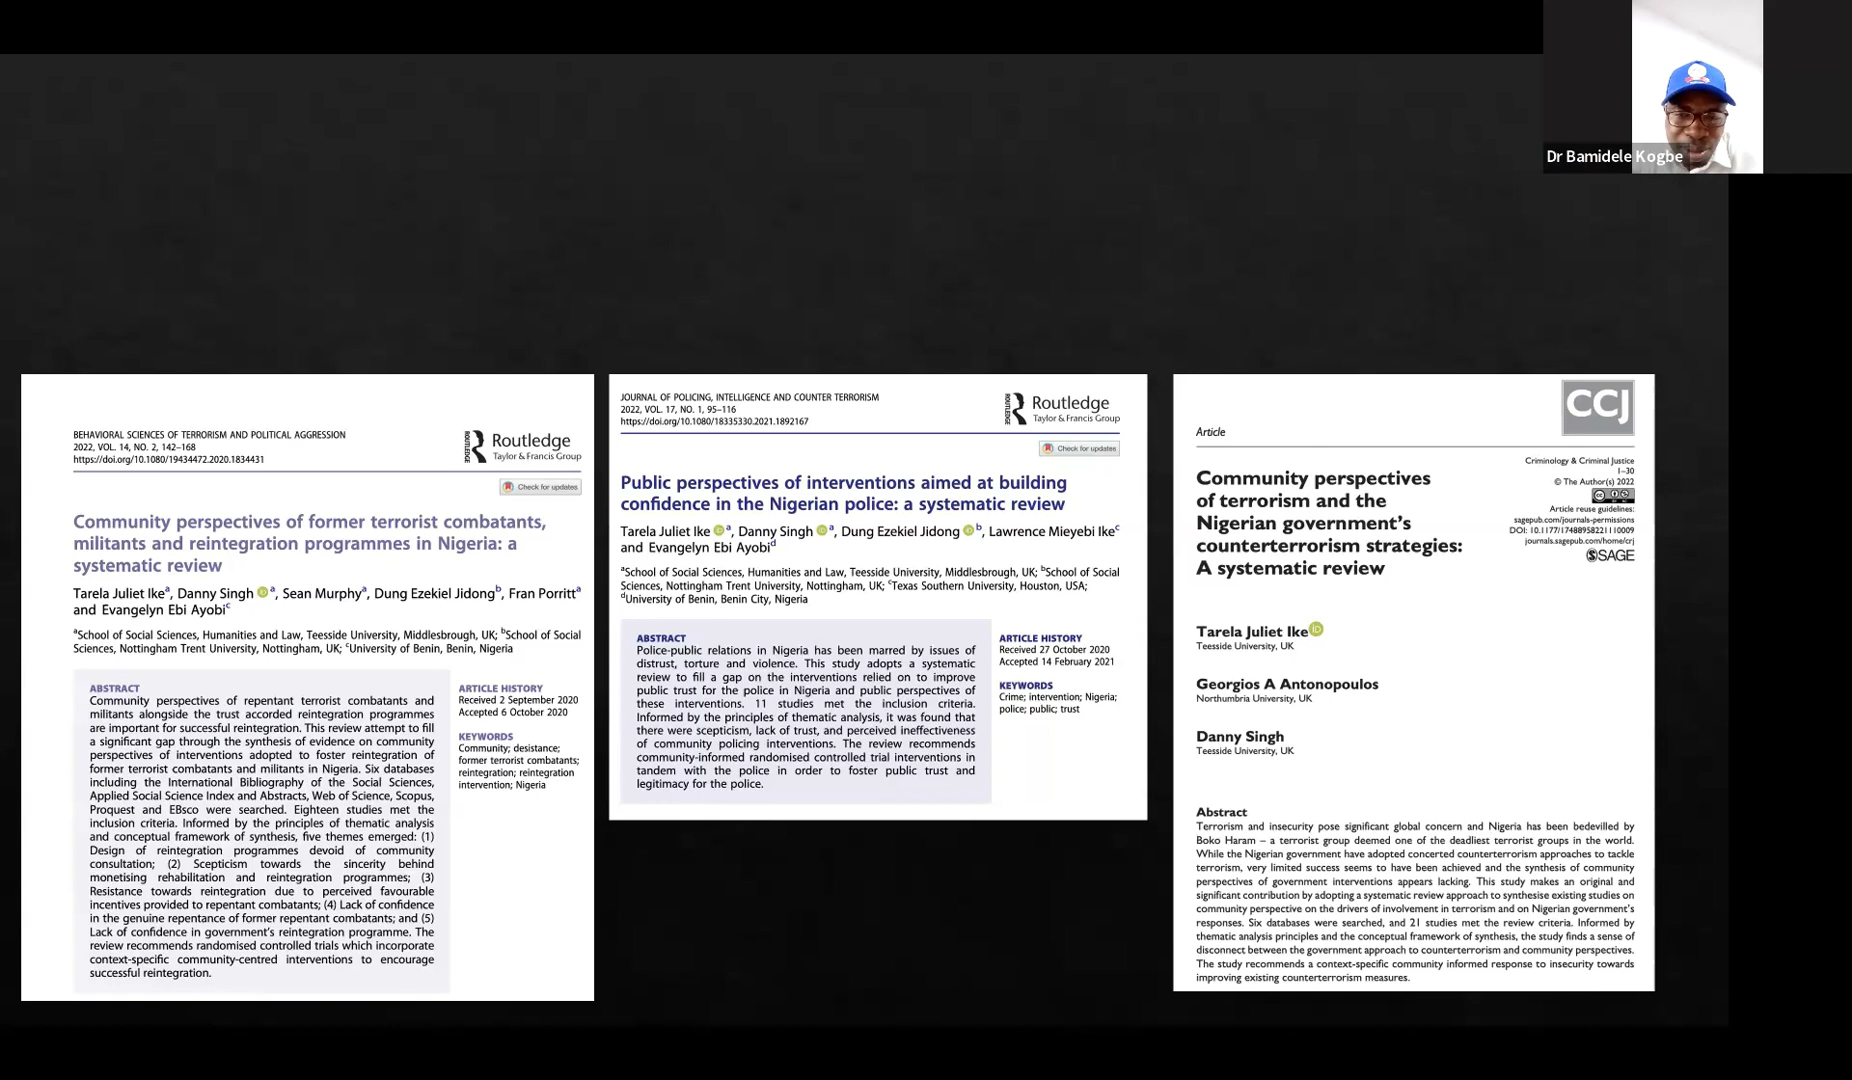 Dr Bamidele Kogbe
BEHAVIORAL SCIENCES OF TERRORISM AND POLITICAL AGGRESSION
2022, VOL. 14, NO. 2, 142–168
https://doi.org/10.1080/19434472.2020.1834431
ROUTLEDGE
Routledge
Taylor & Francis Group
Check for updates
Community perspectives of former terrorist combatants,
militants and reintegration programmes in Nigeria: a
systematic review
Tarela Juliet Ikeᵃ, Danny Singh iD ᵃ, Sean Murphyᵃ, Dung Ezekiel Jidongᵇ, Fran Porrittᵃ
and Evangelyn Ebi Ayobiᶜ
ᵃSchool of Social Sciences, Humanities and Law, Teesside University, Middlesbrough, UK; ᵇSchool of Social
Sciences, Nottingham Trent University, Nottingham, UK; ᶜUniversity of Benin, Benin, Nigeria
ABSTRACT
Community perspectives of repentant terrorist combatants and
militants alongside the trust accorded reintegration programmes
are important for successful reintegration. This review attempt to fill
a significant gap through the synthesis of evidence on community
perspectives of interventions adopted to foster reintegration of
former terrorist combatants and militants in Nigeria. Six databases
including the International Bibliography of the Social Sciences,
Applied Social Science Index and Abstracts, Web of Science, Scopus,
Proquest and EBsco were searched. Eighteen studies met the
inclusion criteria. Informed by the principles of thematic analysis
and conceptual framework of synthesis, five themes emerged: (1)
Design of reintegration programmes devoid of community
consultation; (2) Scepticism towards the sincerity behind
monetising rehabilitation and reintegration programmes; (3)
Resistance towards reintegration due to perceived favourable
incentives provided to repentant combatants; (4) Lack of confidence
in the genuine repentance of former repentant combatants; and (5)
Lack of confidence in government's reintegration programme. The
review recommends randomised controlled trials which incorporate
context-specific community-centred interventions to encourage
successful reintegration.
ARTICLE HISTORY
Received 2 September 2020
Accepted 6 October 2020
KEYWORDS
Community; desistance;
former terrorist combatants;
reintegration; reintegration
intervention; Nigeria
JOURNAL OF POLICING, INTELLIGENCE AND COUNTER TERRORISM
2022, VOL. 17, NO. 1, 95–116
https://doi.org/10.1080/18335330.2021.1892167
ROUTLEDGE
Routledge
Taylor & Francis Group
Check for updates
Public perspectives of interventions aimed at building
confidence in the Nigerian police: a systematic review
Tarela Juliet Ike iD ᵃ, Danny Singh iD ᵃ, Dung Ezekiel Jidong iD ᵇ, Lawrence Mieyebi Ikeᶜ
and Evangelyn Ebi Ayobiᵈ
ᵃSchool of Social Sciences, Humanities and Law, Teesside University, Middlesbrough, UK; ᵇSchool of Social
Sciences, Nottingham Trent University, Nottingham, UK; ᶜTexas Southern University, Houston, USA;
ᵈUniversity of Benin, Benin City, Nigeria
ABSTRACT
Police-public relations in Nigeria has been marred by issues of
distrust, torture and violence. This study adopts a systematic
review to fill a gap on the interventions relied on to improve
public trust for the police in Nigeria and public perspectives of
these interventions. 11 studies met the inclusion criteria.
Informed by the principles of thematic analysis, it was found that
there were scepticism, lack of trust, and perceived ineffectiveness
of community policing interventions. The review recommends
community-informed randomised controlled trial interventions in
tandem with the police in order to foster public trust and
legitimacy for the police.
ARTICLE HISTORY
Received 27 October 2020
Accepted 14 February 2021
KEYWORDS
Crime; intervention; Nigeria;
police; public; trust
CCJ
Article
Community perspectives
of terrorism and the
Nigerian government's
counterterrorism strategies:
A systematic review
Criminology & Criminal Justice
1–30
© The Author(s) 2022
Article reuse guidelines:
sagepub.com/journals-permissions
DOI: 10.1177/17488958221110009
journals.sagepub.com/home/crj
SAGE
Tarela Juliet Ike iD
Teesside University, UK
Georgios A Antonopoulos
Northumbria University, UK
Danny Singh
Teesside University, UK
Abstract
Terrorism and insecurity pose significant global concern and Nigeria has been bedevilled by
Boko Haram – a terrorist group deemed one of the deadliest terrorist groups in the world.
While the Nigerian government have adopted concerted counterterrorism approaches to tackle
terrorism, very limited success seems to have been achieved and the synthesis of community
perspectives of government interventions appears lacking. This study makes an original and
significant contribution by adopting a systematic review approach to synthesise existing studies on
community perspective on the drivers of involvement in terrorism and on Nigerian government's
responses. Six databases were searched, and 21 studies met the review criteria. Informed by
thematic analysis principles and the conceptual framework of synthesis, the study finds a sense of
disconnect between the government approach to counterterrorism and community perspectives.
The study recommends a context-specific community informed response to insecurity towards
improving existing counterterrorism measures.